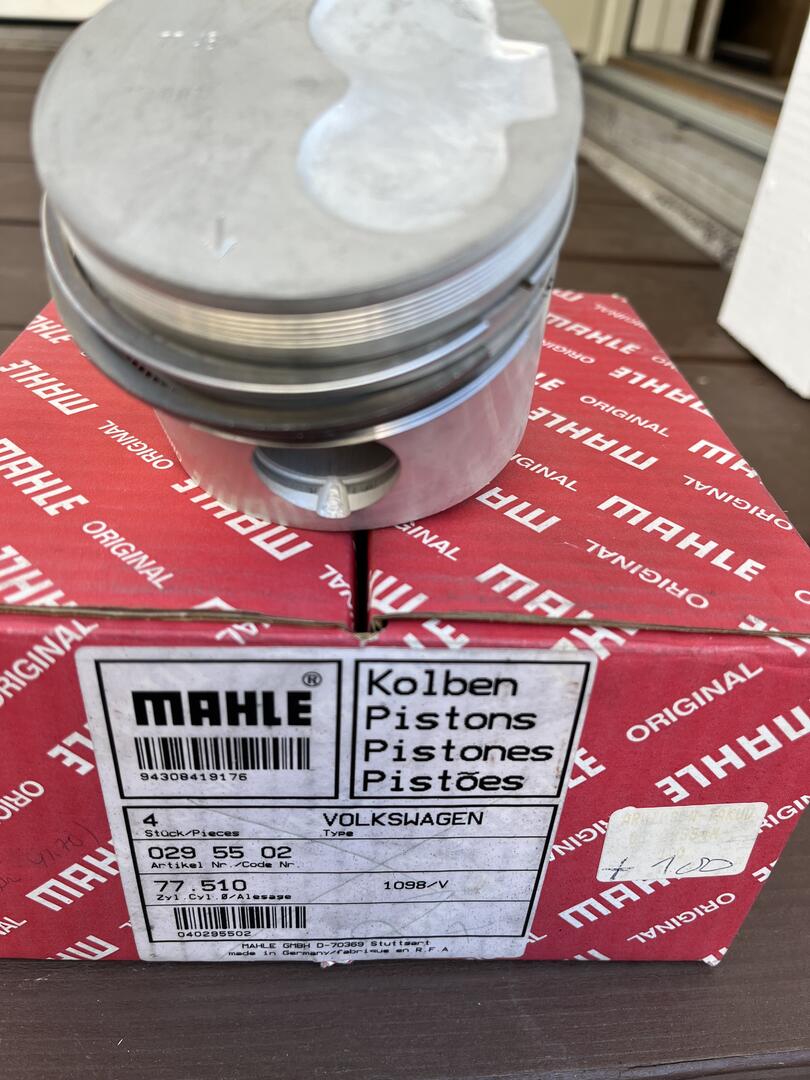 MAHLE ORIGINAL
MAHLE®
94308419176
Kolben
Pistons
Pistones
Pistões
4
Stück/Pieces
VOLKSWAGEN
Type
029 55 02
Artikel Nr./Code Nr.
77.510
Zyl.Cyl.Ø/Alesage
1098/V
040295502
MAHLE GMBH D-70369 Stuttgart
made in Germany/fabrique en R.F.A